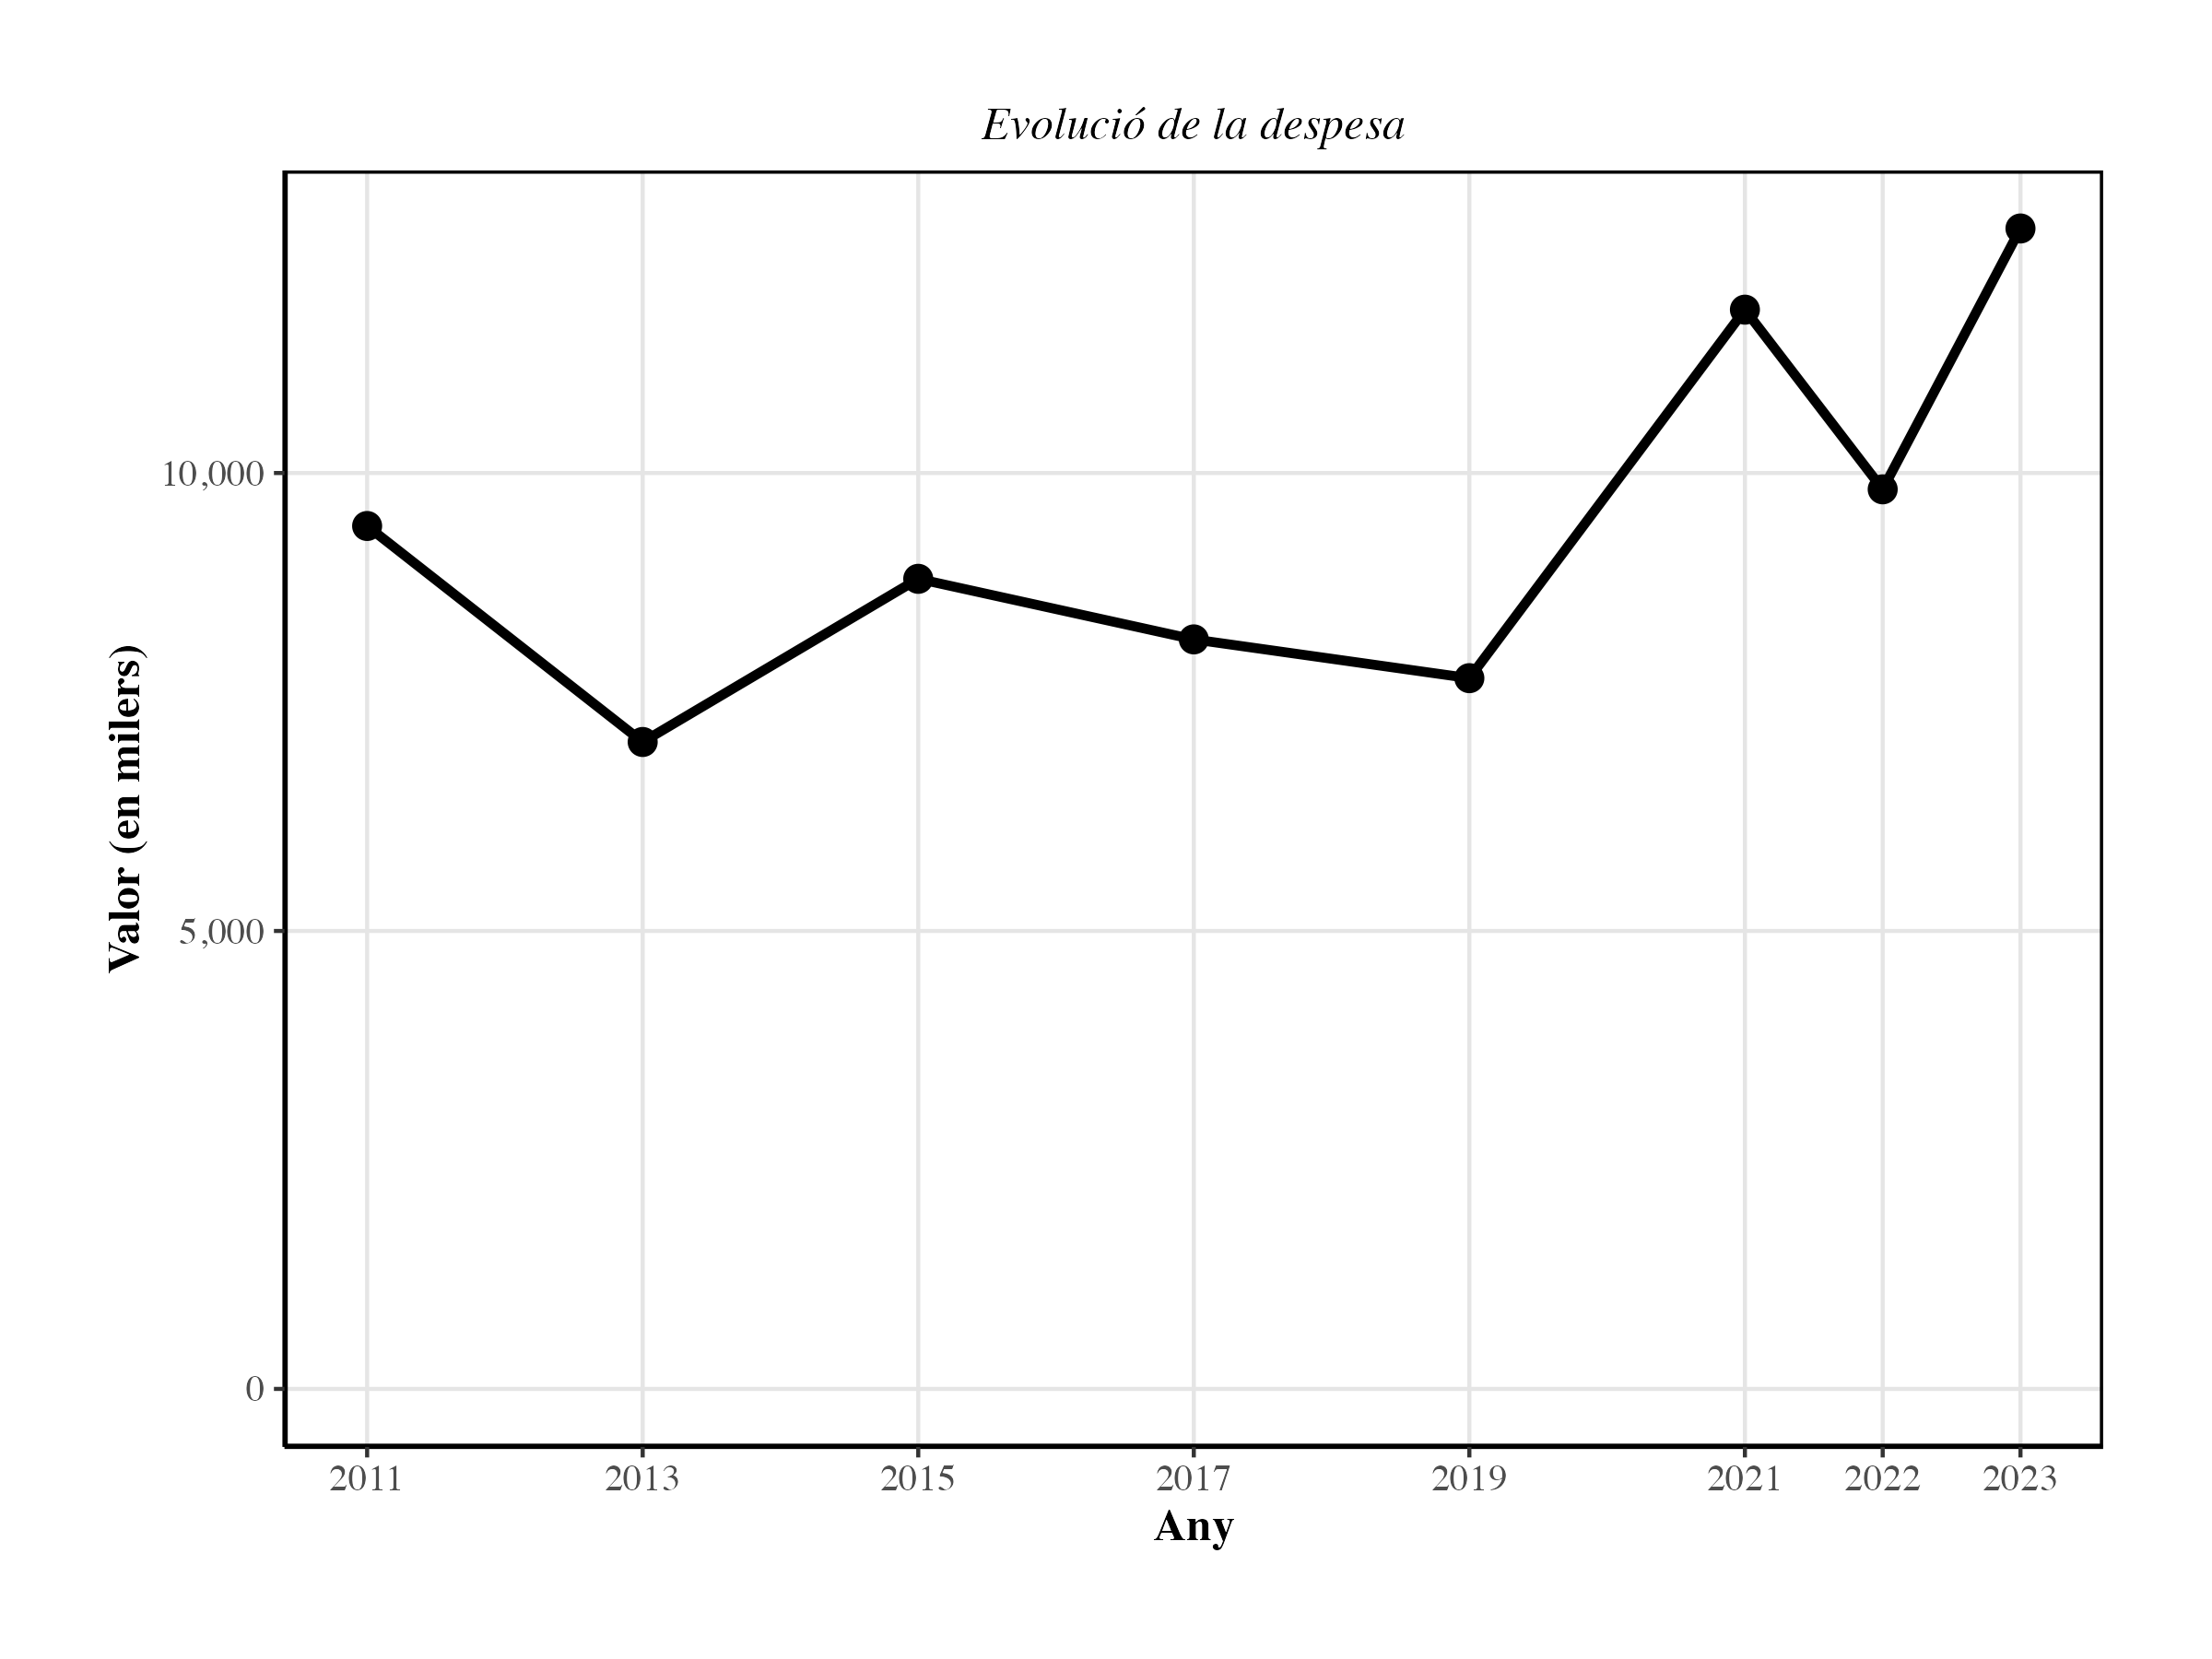 Evolució de la despesa
Valor (en milers)
10,000
5,000
0
2011 2013 2015 2017 2019 2021 2022 2023
Any